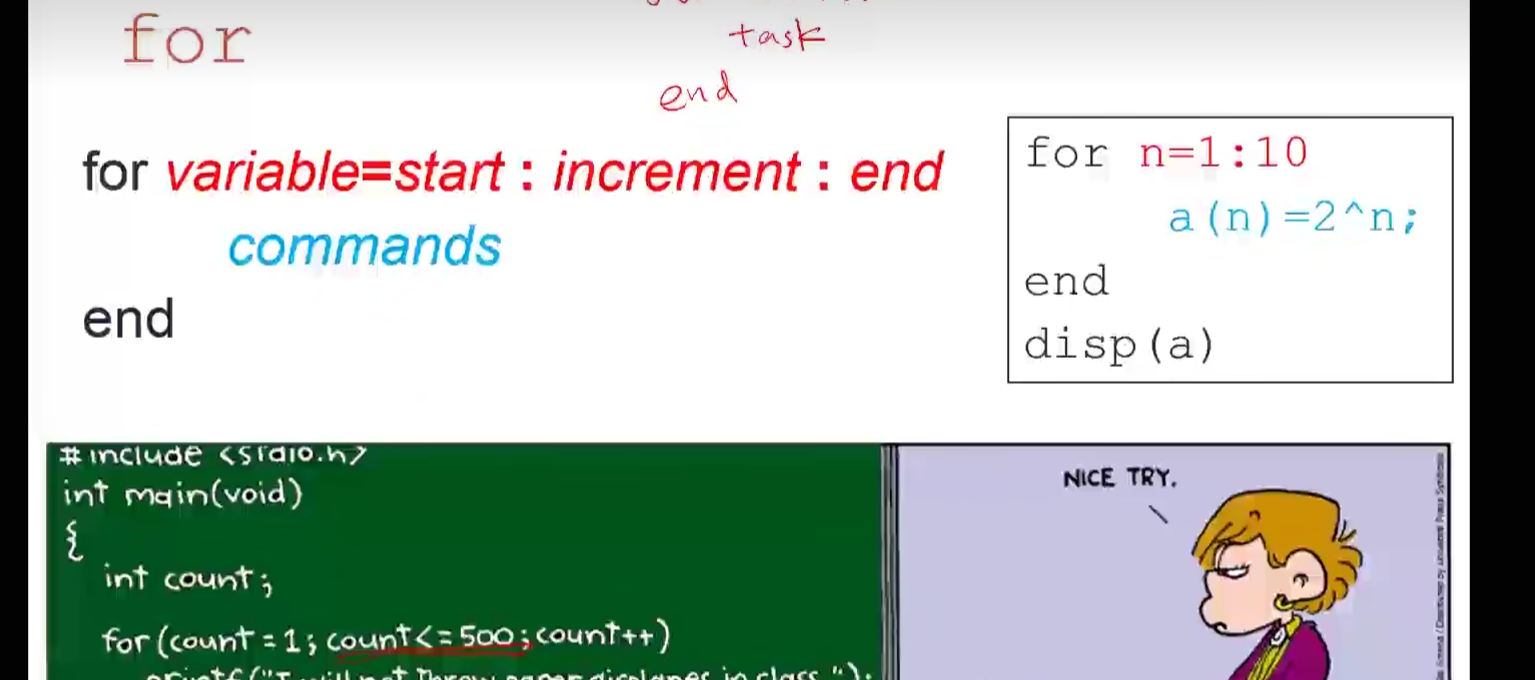 for
task
end
for variable=start : increment : end
commands
end
for n=1:10
a(n)=2^n;
end
disp(a)
#include <stdio.h>
int main(void)
{
int count;
for (count = 1; count<=500; count++)
printf("I will not throw paper airplanes in class.");
NICE TRY.